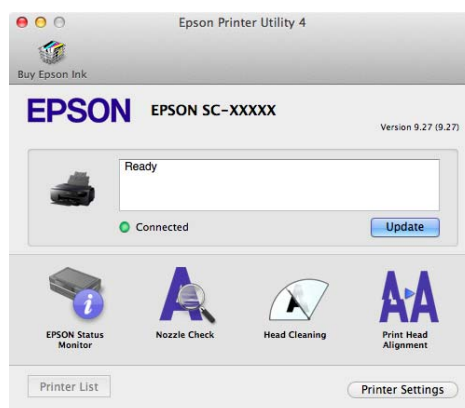 Epson Printer Utility 4
Buy Epson Ink
EPSON EPSON SC-XXXXX
Version 9.27 (9.27)
Ready
Connected Update
EPSON Status
Monitor
Nozzle Check
Head Cleaning
Print Head
Alignment
Printer List Printer Settings